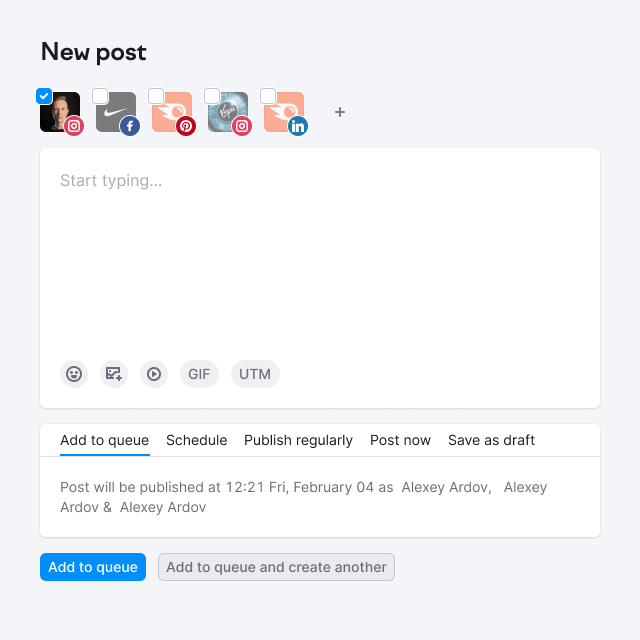 New post
Virgin
Start typing...
GIF
UTM
Add to queue
Schedule
Publish regularly
Post now
Save as draft
Post will be published at 12:21 Fri, February 04 as Alexey Ardov, Alexey
Ardov & Alexey Ardov
Add to queue
Add to queue and create another